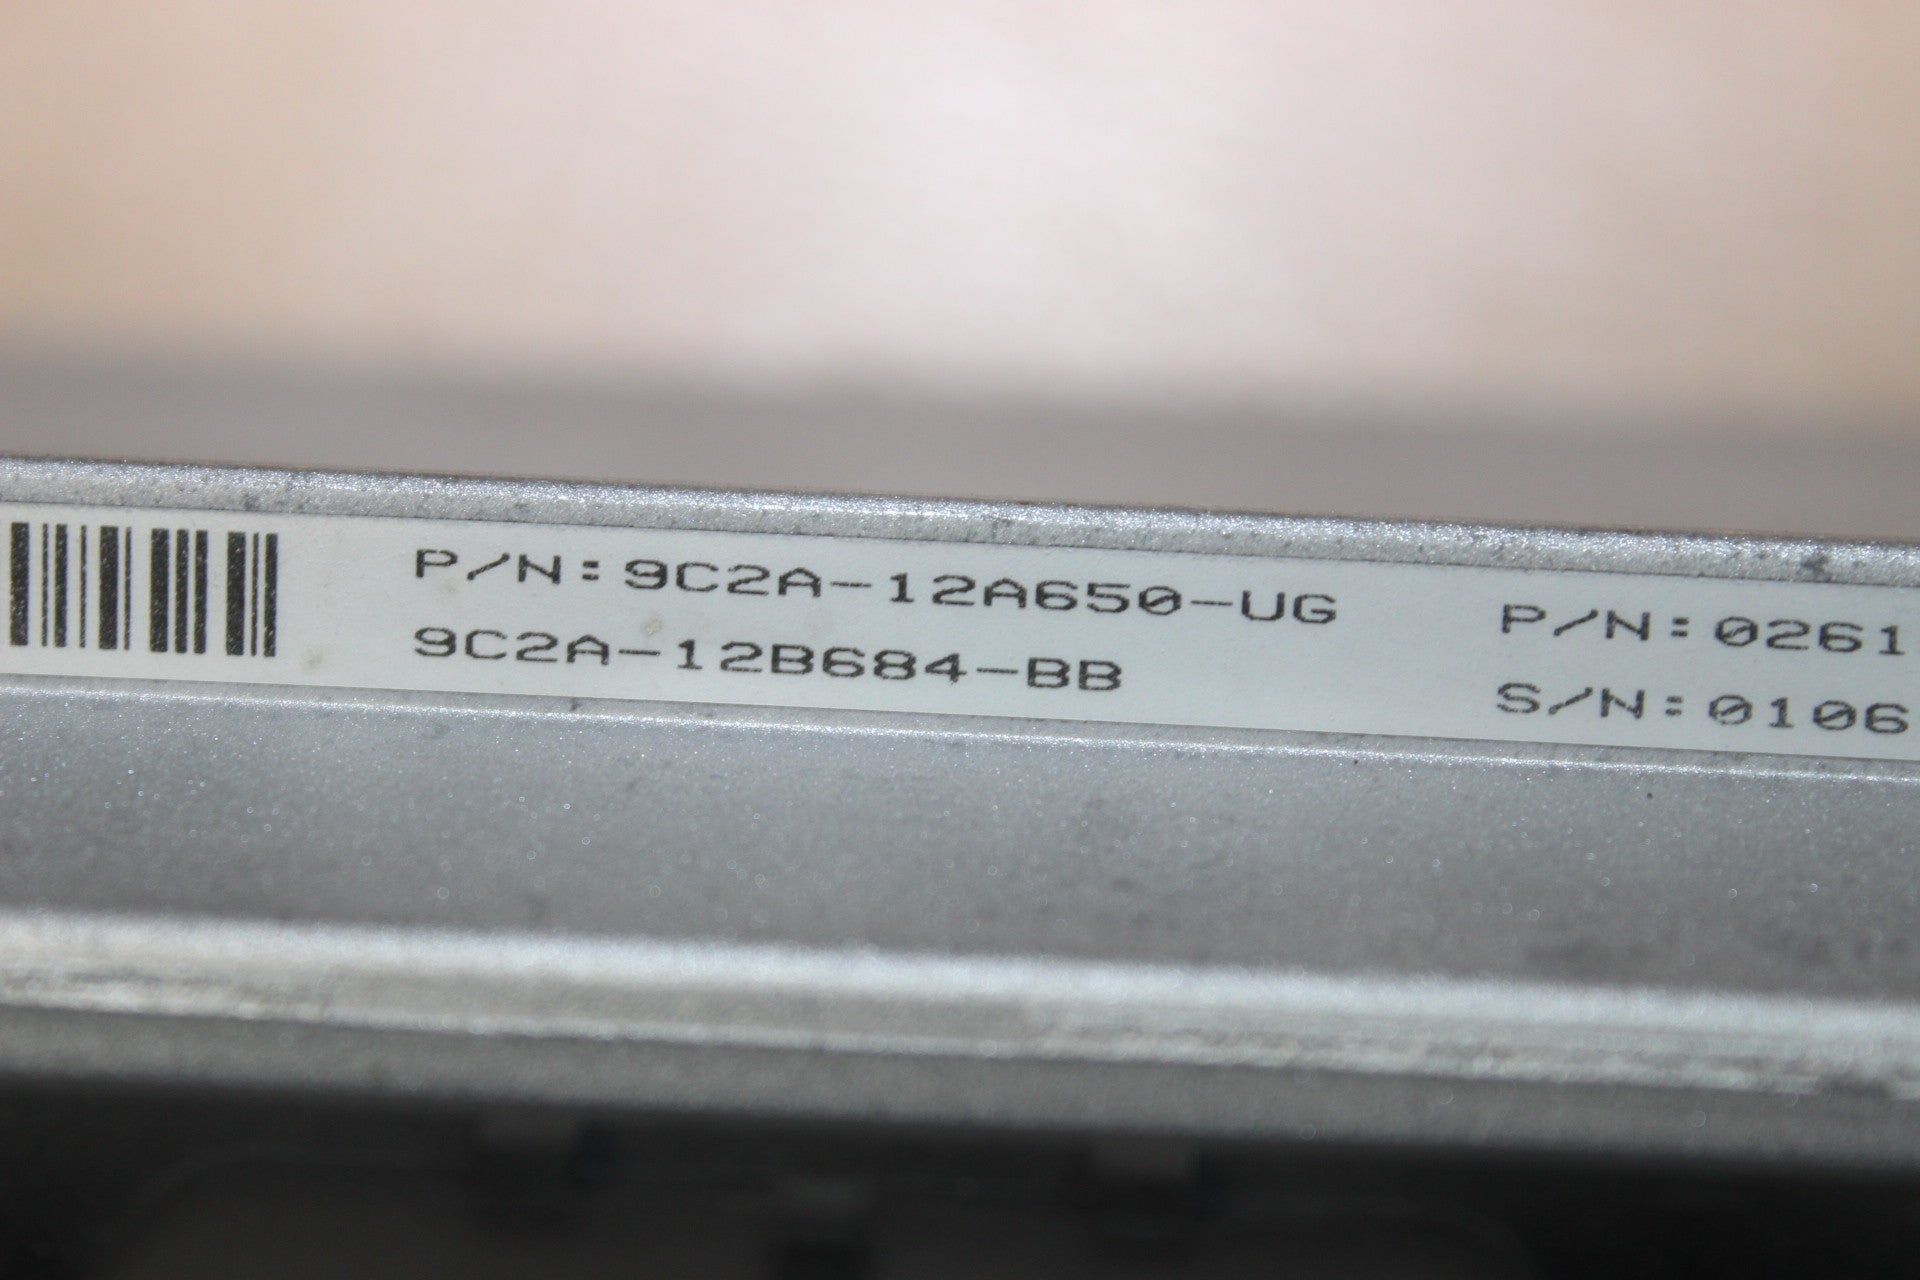 P/N:9C2A-12A650-UG
9C2A-12B684-BB
P/N:0261
S/N:0106